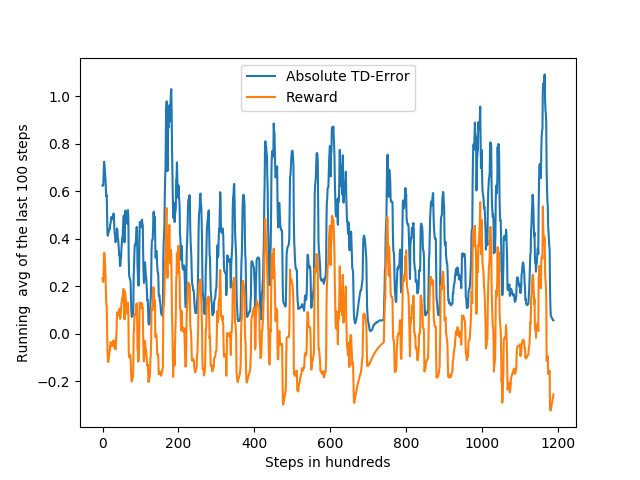 Absolute TD-Error
Reward
Running  avg of the last 100 steps
1.0
0.8
0.6
0.4
0.2
0.0
−0.2
0 200 400 600 800 1000 1200
Steps in hundreds